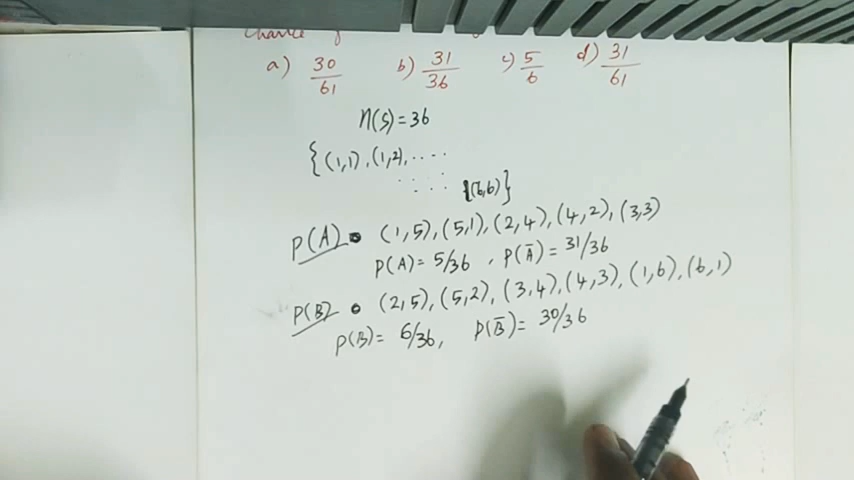 Chance of
a) 30/61 b) 31/36 c) 5/6 d) 31/61
n(S) = 36
{(1,1), (1,2), ....
.... (6,6)}
P(A) (1,5), (5,1), (2,4), (4,2), (3,3)
P(A) = 5/36 , P(Ā) = 31/36
P(B) (2,5), (5,2), (3,4), (4,3), (1,6), (6,1)
P(B) = 6/36, P(B̄) = 30/36